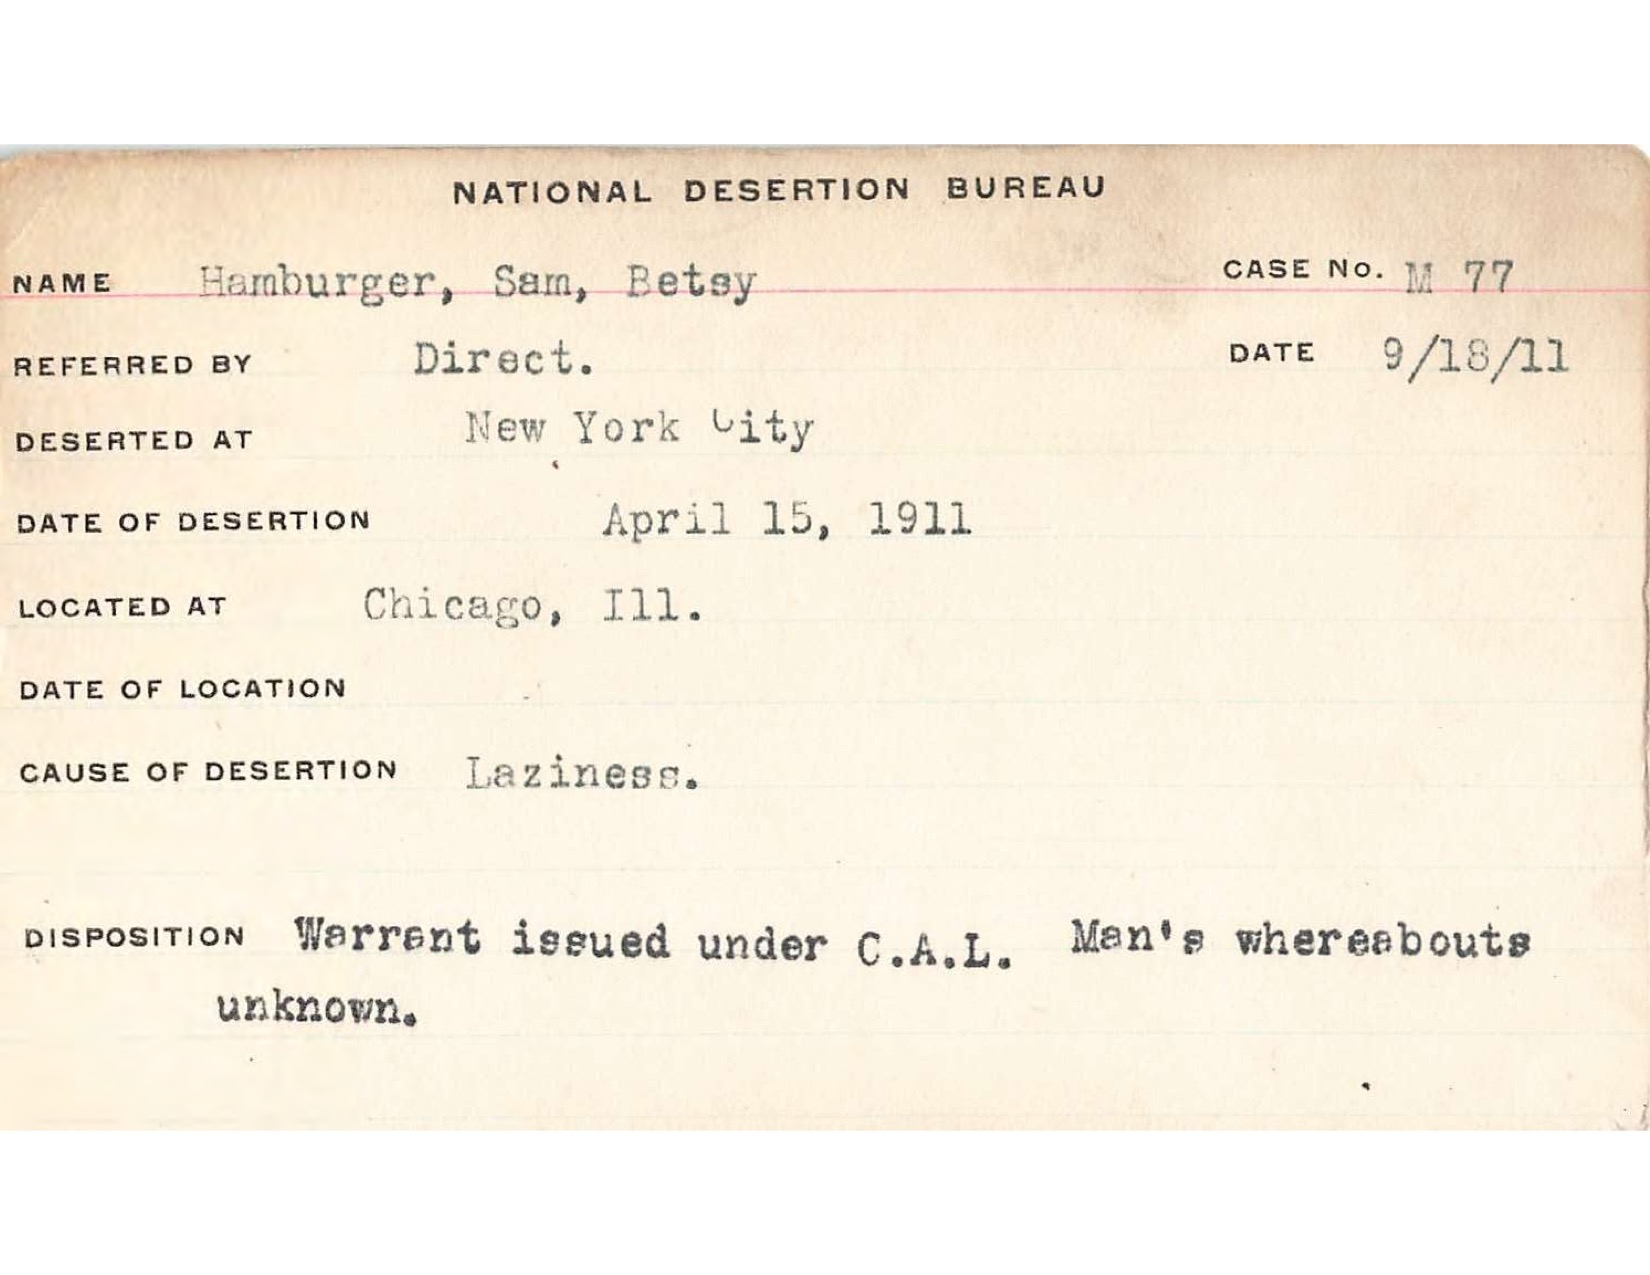 NATIONAL DESERTION BUREAU
NAME Hamburger, Sam, Betsy CASE No. M 77
REFERRED BY Direct. DATE 9/18/11
DESERTED AT New York City
DATE OF DESERTION April 15, 1911
LOCATED AT Chicago, Ill.
DATE OF LOCATION
CAUSE OF DESERTION Laziness.
DISPOSITION Warrant issued under C.A.L. Man's whereabouts
unknown.